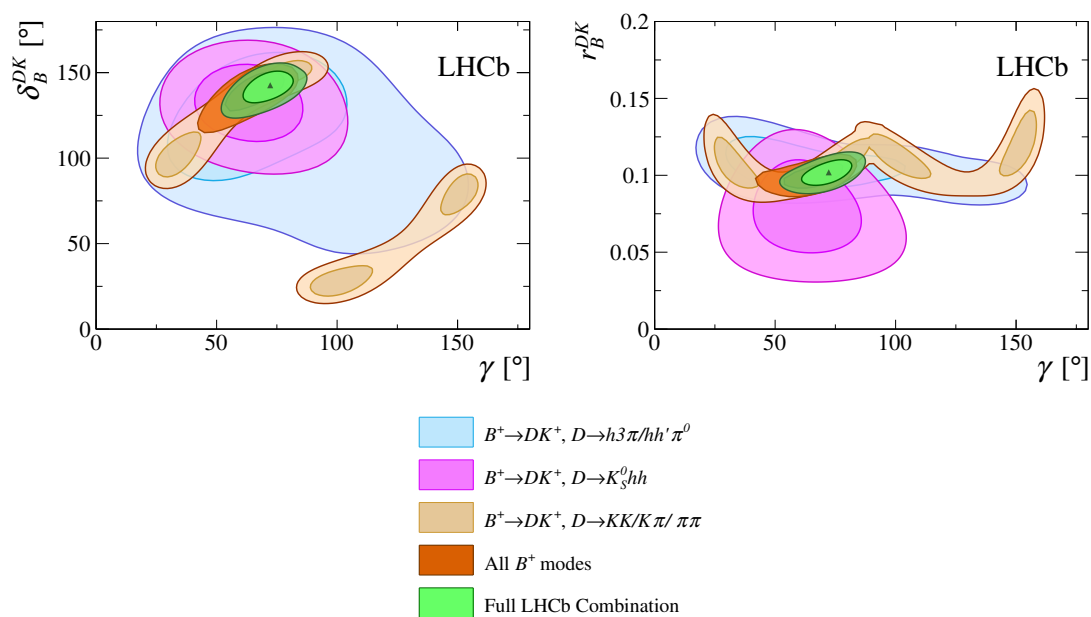 δ_B^{DK} [°]
150
100
50
0
0 50 100 150
γ [°]
LHCb
r_B^{DK}
0.2
0.15
0.1
0.05
0
0 50 100 150
γ [°]
LHCb
B⁺→DK⁺, D→h3π/hh′π⁰
B⁺→DK⁺, D→K_S^0hh
B⁺→DK⁺, D→KK/Kπ/ππ
All B⁺ modes
Full LHCb Combination